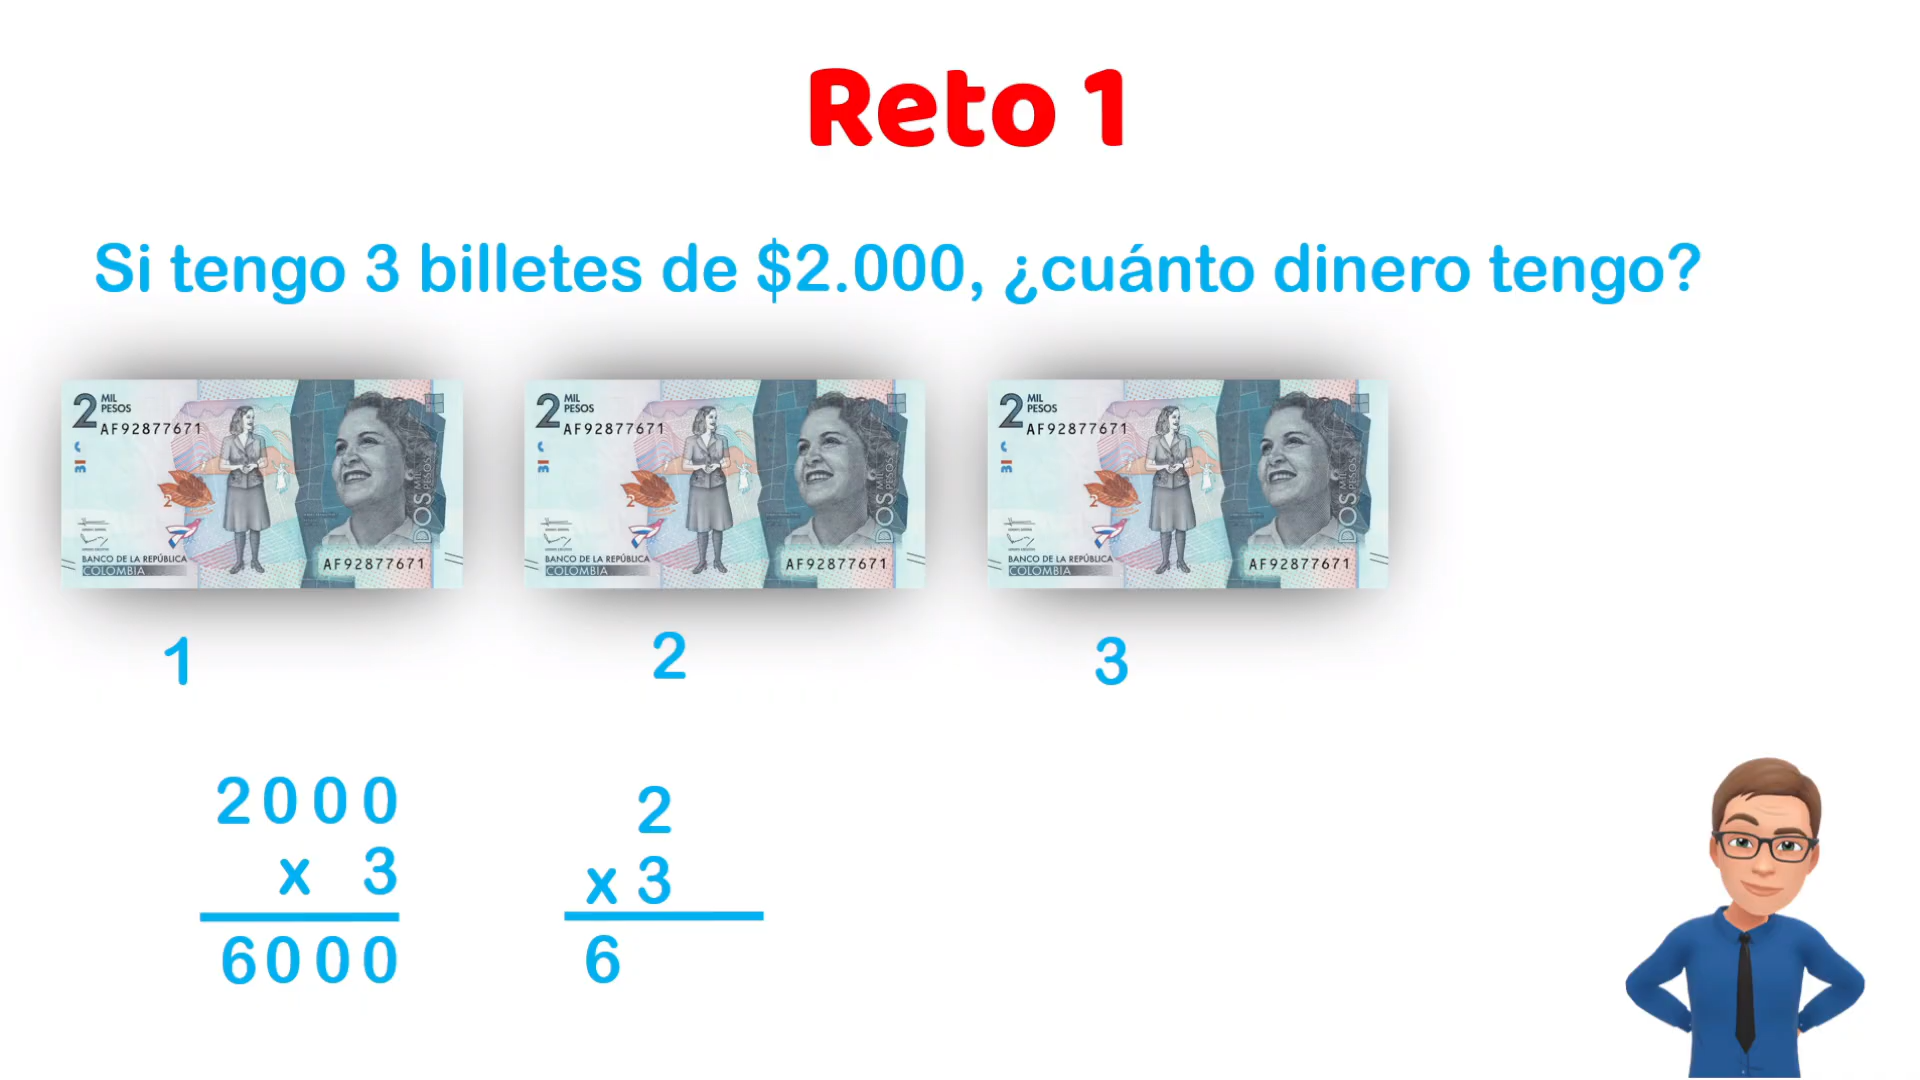 Reto 1
Si tengo 3 billetes de $2.000, ¿cuánto dinero tengo?
2 MIL PESOS
AF92877671
2
DOS MIL PESOS
BANCO DE LA REPÚBLICA
COLOMBIA
AF92877671
2 MIL PESOS
AF92877671
2
DOS MIL PESOS
BANCO DE LA REPÚBLICA
COLOMBIA
AF92877671
2 MIL PESOS
AF92877671
2
DOS MIL PESOS
BANCO DE LA REPÚBLICA
COLOMBIA
AF92877671
1 2 3
2000
x 3
6000
2
x 3
6